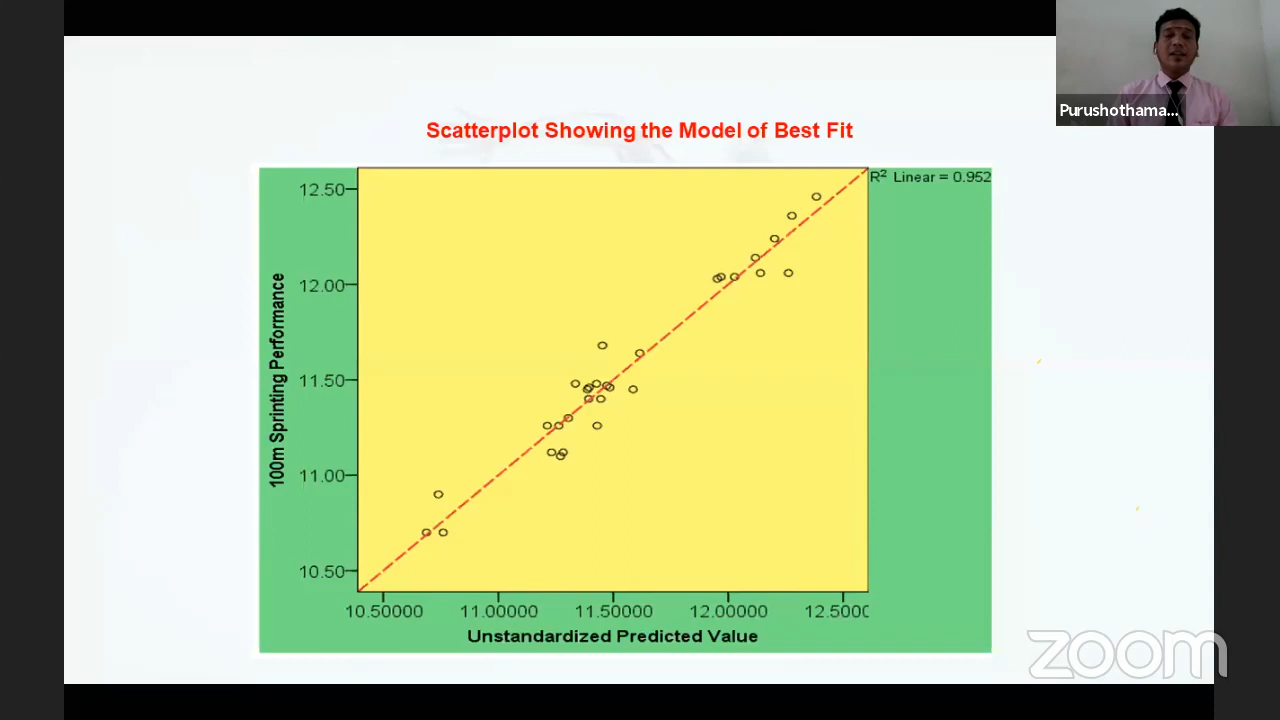 Purushothama...
Scatterplot Showing the Model of Best Fit
R² Linear = 0.952
12.50
12.00
11.50
11.00
10.50
100m Sprinting Performance
10.50000 11.00000 11.50000 12.00000 12.5000
Unstandardized Predicted Value
zoom